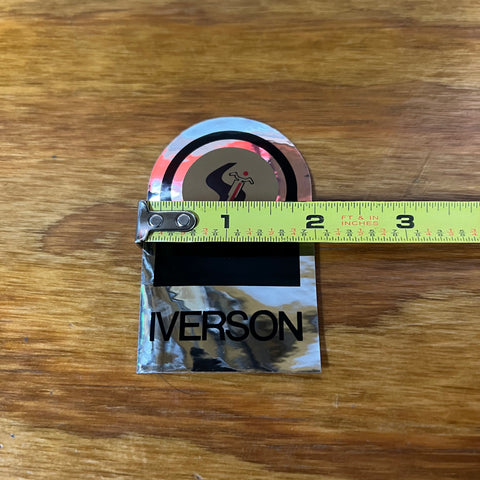 1 2 FT & IN
INCHES 3
IVERSON